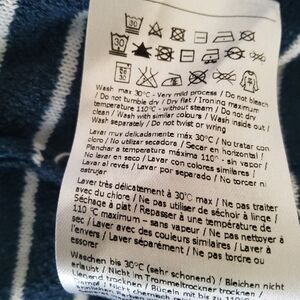 30
30
30
Wash max 30°C - Very mild process / Do not bleach
/ Do not tumble dry / Dry flat / Ironing maximum
temperature 110°C - without steam / Do not dry
clean / Wash with similar colours / Wash inside out /
Wash separately / Do not twist or wring
Lavar muy delicadamente máx 30°C / No tratar con
cloro / No utilizar secadora / Secar en horizontal /
Planchar a temperatura máxima 110° - sin vapor /
No lavar en seco / Lavar con colores similares /
Lavar del revés / Lavar por separado / No torcer ni
Laver très délicatement à 30°C max / Ne pas traiter
avec du chlore / Ne pas utiliser de séchoir à linge /
Séchage à plat / Repasser à une température de
110 °C maximum - sans vapeur / Ne pas nettoyer à
sec / Laver avec des couleurs similaires / Laver à
l'envers / Laver séparément / Ne pas tordre ou
essorer
Waschen bis 30°C (sehr schonend) / Bleichen nicht
erlaubt / Nicht im Trommeltrockner trocknen /
Liegend trocknen / Bügeln mit